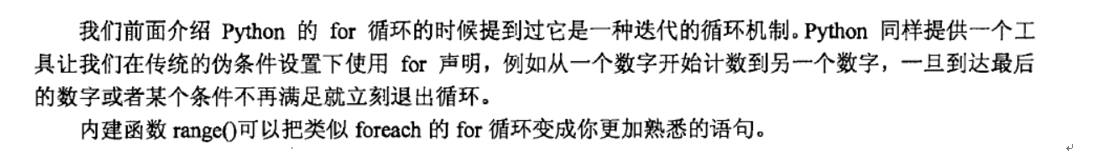 我们前面介绍 Python 的 for 循环的时候提到过它是一种迭代的循环机制。Python 同样提供一个工
具让我们在传统的伪条件设置下使用 for 声明，例如从一个数字开始计数到另一个数字，一旦到达最后
的数字或者某个条件不再满足就立刻退出循环。
内建函数 range()可以把类似 foreach 的 for 循环变成你更加熟悉的语句。